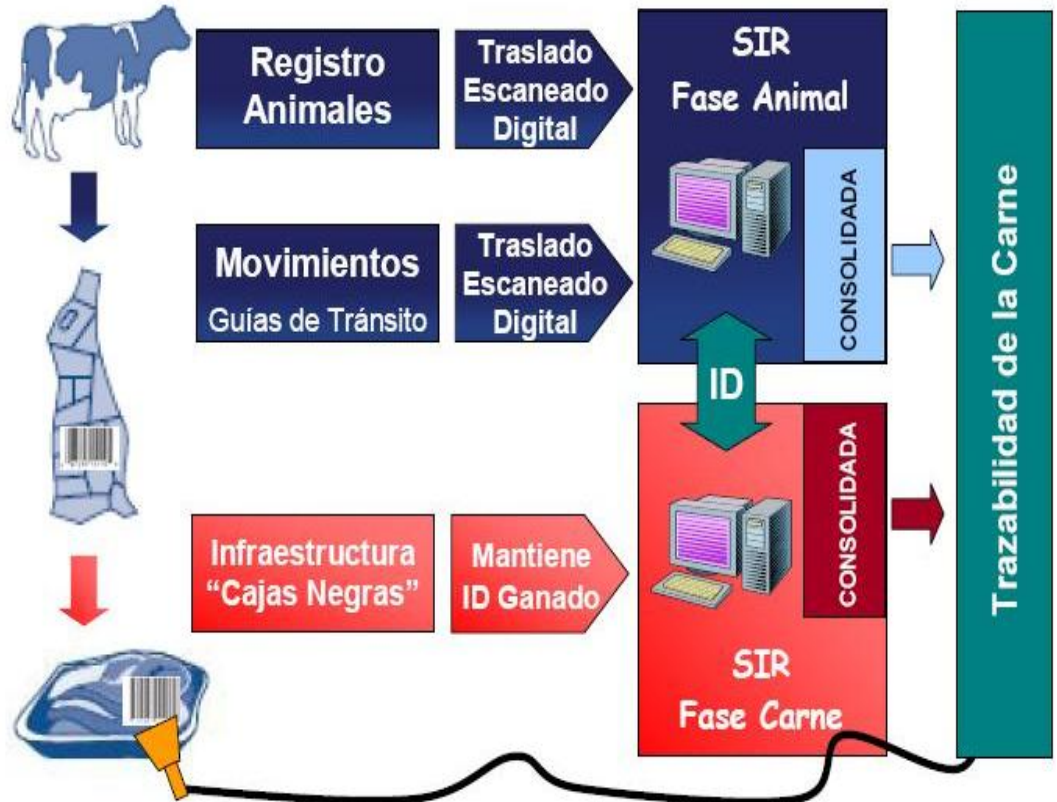 Registro
Animales
Traslado
Escaneado
Digital
SIR
Fase Animal
CONSOLIDADA
Movimientos
Guías de Tránsito
Traslado
Escaneado
Digital
ID
Infraestructura
“Cajas Negras”
Mantiene
ID Ganado
CONSOLIDADA
SIR
Fase Carne
Trazabilidad de la Carne